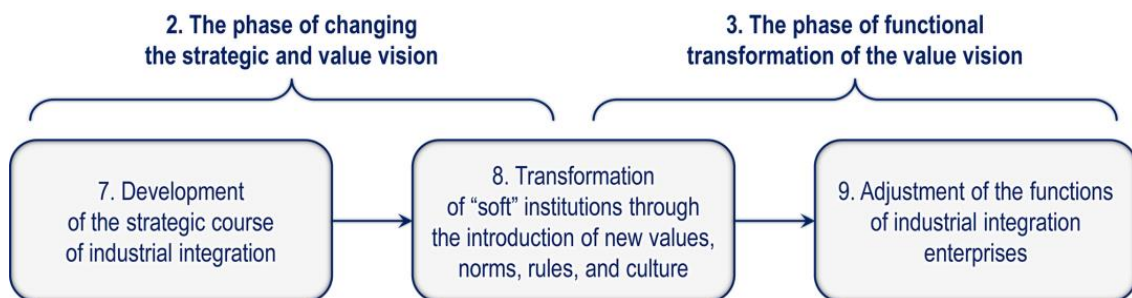 2. The phase of changing
the strategic and value vision
3. The phase of functional
transformation of the value vision
7. Development
of the strategic course
of industrial integration
8. Transformation
of “soft” institutions through
the introduction of new values,
norms, rules, and culture
9. Adjustment of the functions
of industrial integration
enterprises